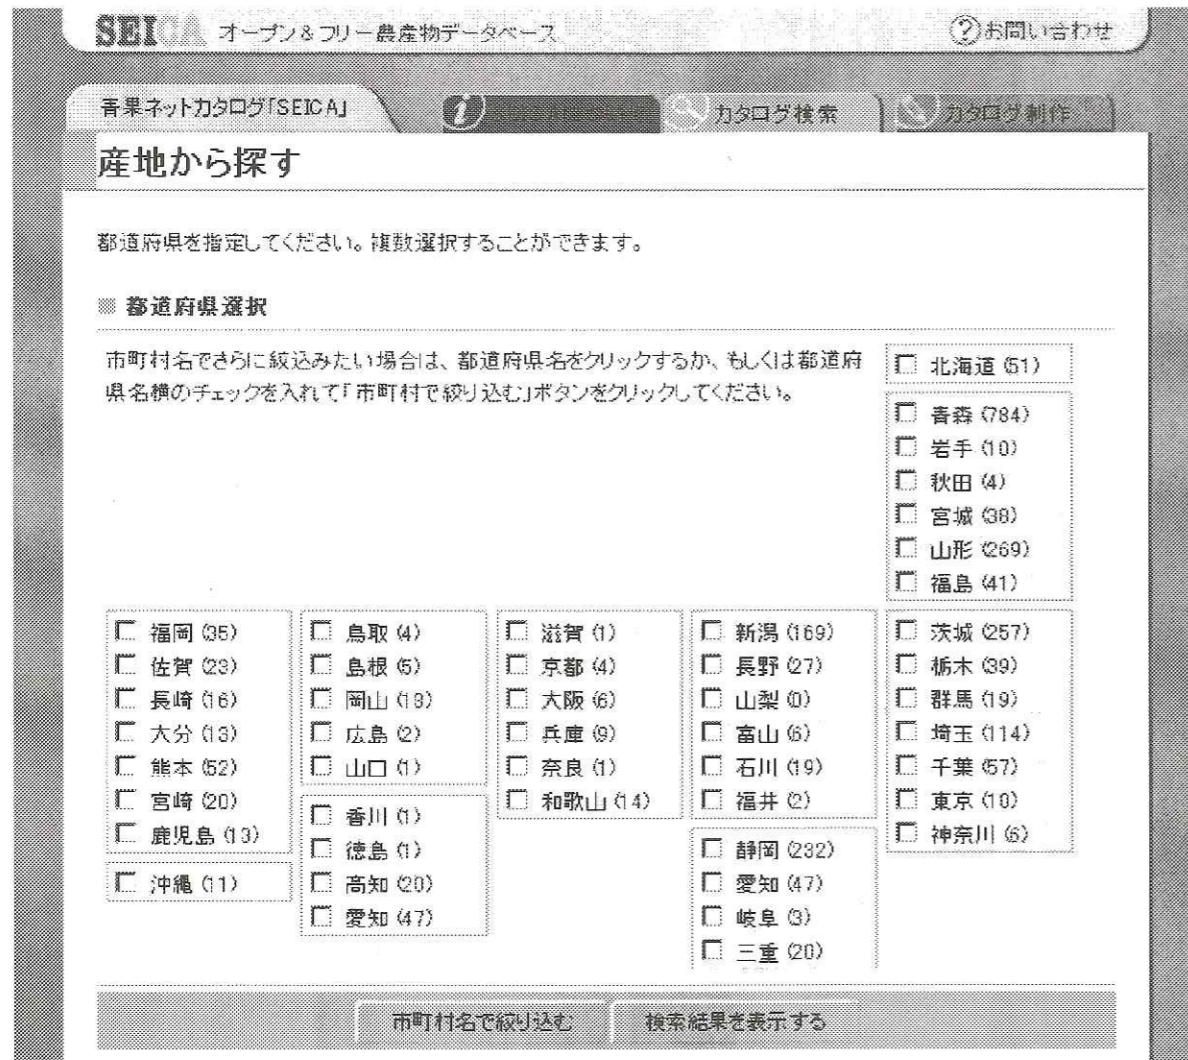 SEICA オープン&フリー農産物データベース
?お問い合わせ
青果ネットカタログ「SEICA」
カタログ検索
カタログ制作
産地から探す
都道府県を指定してください。複数選択することができます。
都道府県選択
市町村名でさらに絞込みたい場合は、都道府県名をクリックするか、もしくは都道府
県名横のチェックを入れて「市町村で絞り込む」ボタンをクリックしてください。
北海道 (51)
青森 (784)
岩手 (10)
秋田 (4)
宮城 (38)
山形 (269)
福島 (41)
福岡 (35)
佐賀 (23)
長崎 (16)
大分 (13)
熊本 (52)
宮崎 (20)
鹿児島 (13)
沖縄 (11)
鳥取 (4)
島根 (5)
岡山 (13)
広島 (2)
山口 (1)
香川 (1)
徳島 (1)
高知 (20)
愛知 (47)
滋賀 (1)
京都 (4)
大阪 (6)
兵庫 (9)
奈良 (1)
和歌山 (14)
新潟 (169)
長野 (27)
山梨 (0)
富山 (6)
石川 (19)
福井 (2)
静岡 (232)
愛知 (47)
岐阜 (3)
三重 (20)
茨城 (257)
栃木 (39)
群馬 (19)
埼玉 (114)
千葉 (57)
東京 (10)
神奈川 (6)
市町村名で絞り込む
検索結果を表示する